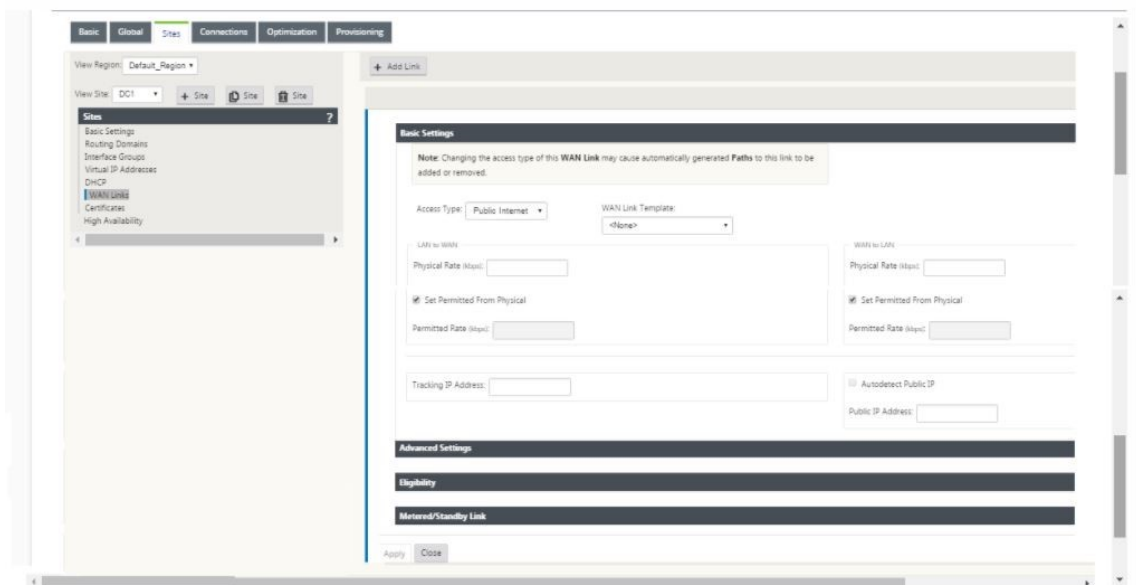 Basic Global Sites Connections Optimization Provisioning
View Region: Default_Region
+ Add Link
View Site: DC1 + Site Site Site
Sites ?
Basic Settings
Routing Domains
Interface Groups
Virtual IP Addresses
DHCP
WAN Links
Certificates
High Availability
Basic Settings
Note: Changing the access type of this WAN Link may cause automatically generated Paths to this link to be
added or removed.
Access Type: Public Internet
WAN Link Template:
<None>
LAN to WAN
Physical Rate (kbps):
Set Permitted From Physical
Permitted Rate (kbps):
WAN to LAN
Physical Rate (kbps):
Set Permitted From Physical
Permitted Rate (kbps):
Tracking IP Address:
Autodetect Public IP
Public IP Address:
Advanced Settings
Eligibility
Metered/Standby Link
Apply Close